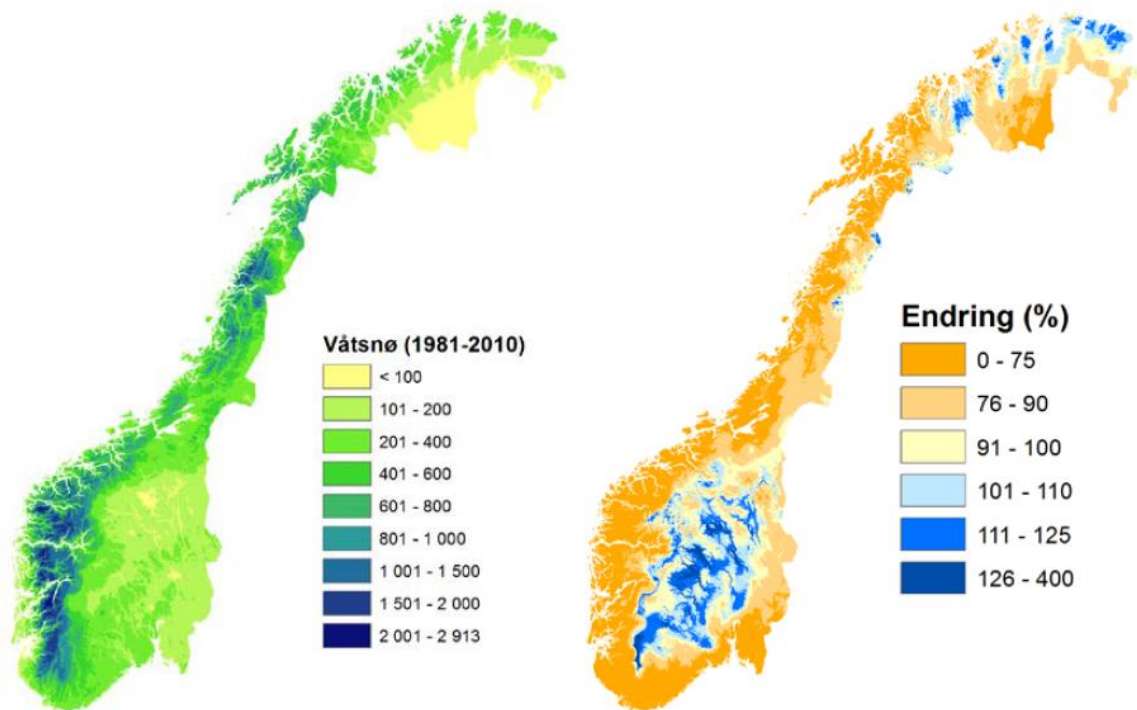 Våtsnø (1981-2010)
< 100
101 - 200
201 - 400
401 - 600
601 - 800
801 - 1 000
1 001 - 1 500
1 501 - 2 000
2 001 - 2 913
Endring (%)
0 - 75
76 - 90
91 - 100
101 - 110
111 - 125
126 - 400